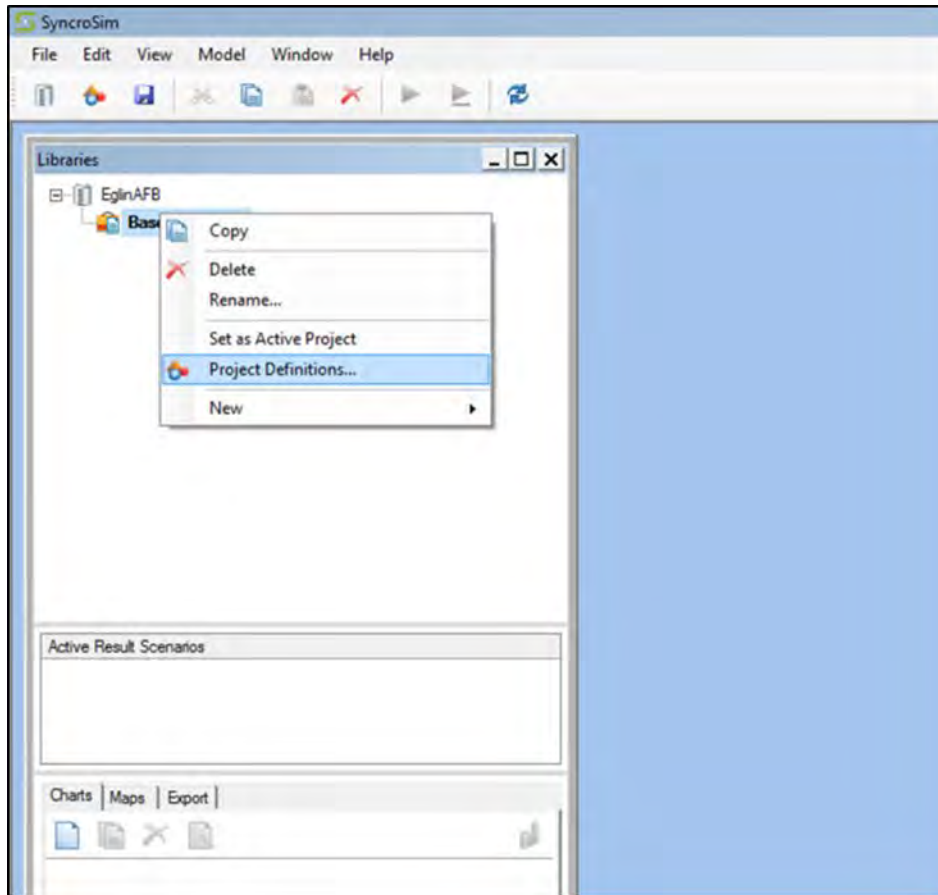 SyncroSim
File Edit View Model Window Help
Libraries
EglinAFB
Copy
Delete
Rename...
Set as Active Project
Project Definitions...
New
Active Result Scenarios
Charts Maps Export